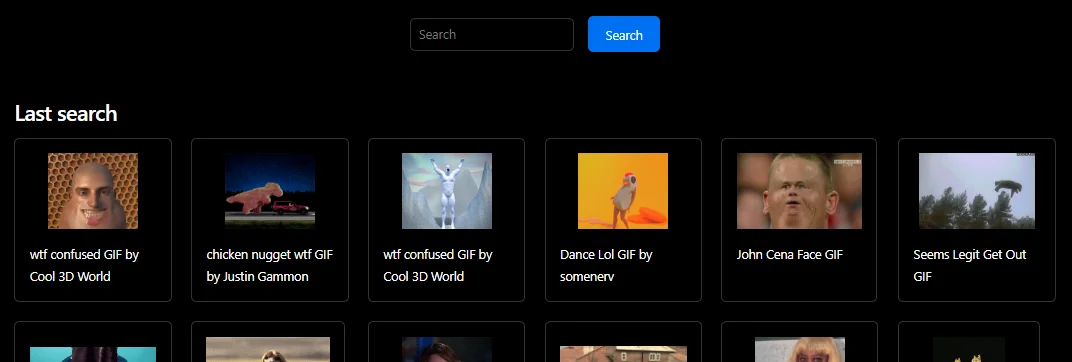 Search
Search
Last search
wtf confused GIF by
Cool 3D World
chicken nugget wtf GIF
by Justin Gammon
wtf confused GIF by
Cool 3D World
Dance Lol GIF by
somenerv
John Cena Face GIF
Seems Legit Get Out
GIF